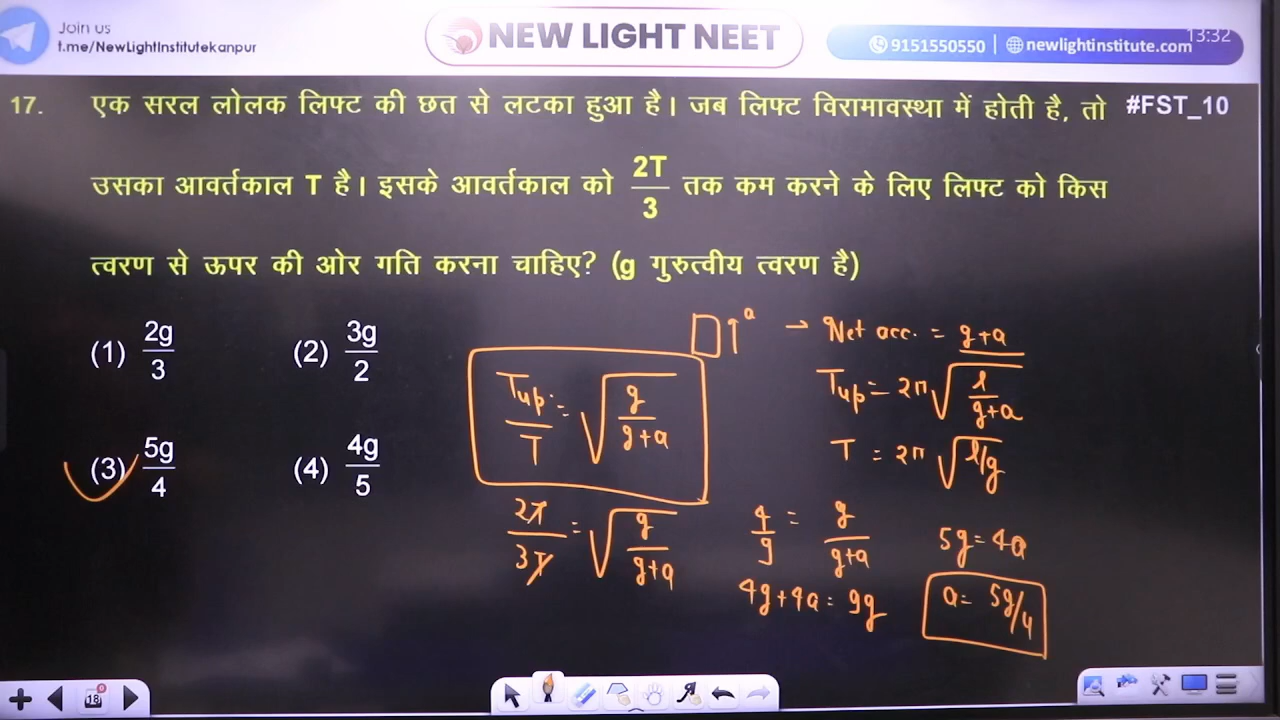 Join us
t.me/NewLightInstitutekanpur
NEW LIGHT NEET
9151550550 | newlightinstitute.com
13:32
17. एक सरल लोलक लिफ्ट की छत से लटका हुआ है। जब लिफ्ट विरामावस्था में होती है, तो #FST_10
उसका आवर्तकाल T है। इसके आवर्तकाल को 2T/3 तक कम करने के लिए लिफ्ट को किस
त्वरण से ऊपर की ओर गति करना चाहिए? (g गुरुत्वीय त्वरण है)
(1) 2g/3 (2) 3g/2
(3) 5g/4 (4) 4g/5
a → Net acc. = g+a
Tup = 2π √(l/(g+a))
T = 2π √(l/g)
Tup/T = √(g/(g+a))
2T/3T = √(g/(g+a))
4/9 = g/(g+a)
4g+4a = 9g
5g = 4a
a = 5g/4
18